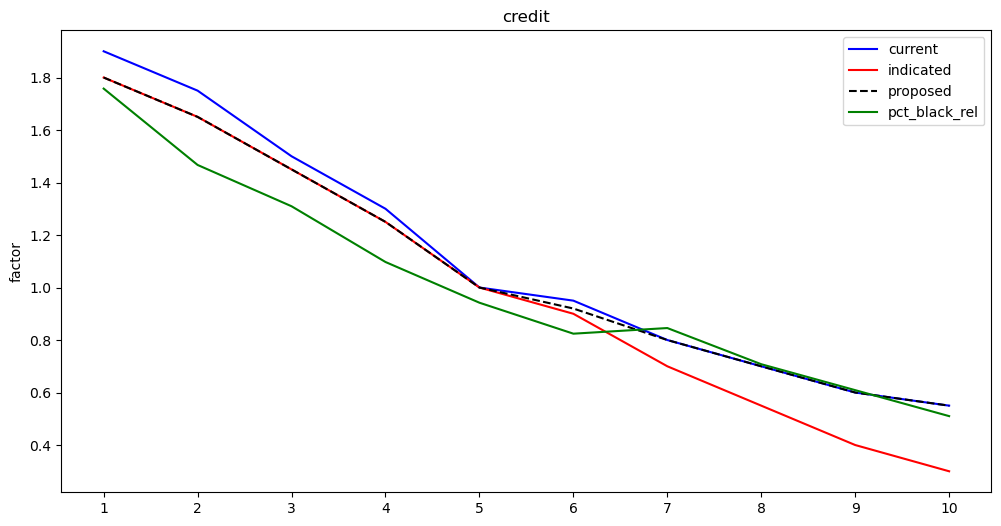 credit
current
indicated
proposed
pct_black_rel
factor
1.8
1.6
1.4
1.2
1.0
0.8
0.6
0.4
1 2 3 4 5 6 7 8 9 10